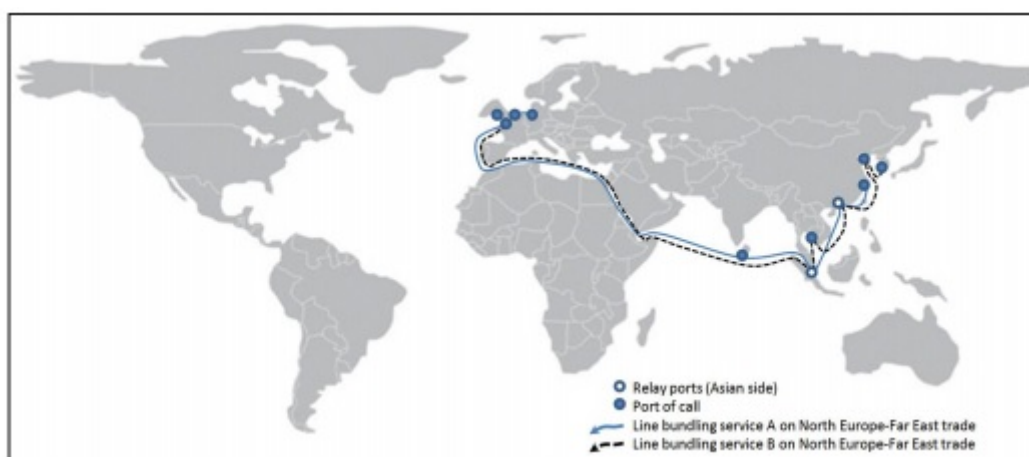 Relay ports (Asian side)
Port of call
Line bundling service A on North Europe-Far East trade
Line bundling service B on North Europe-Far East trade